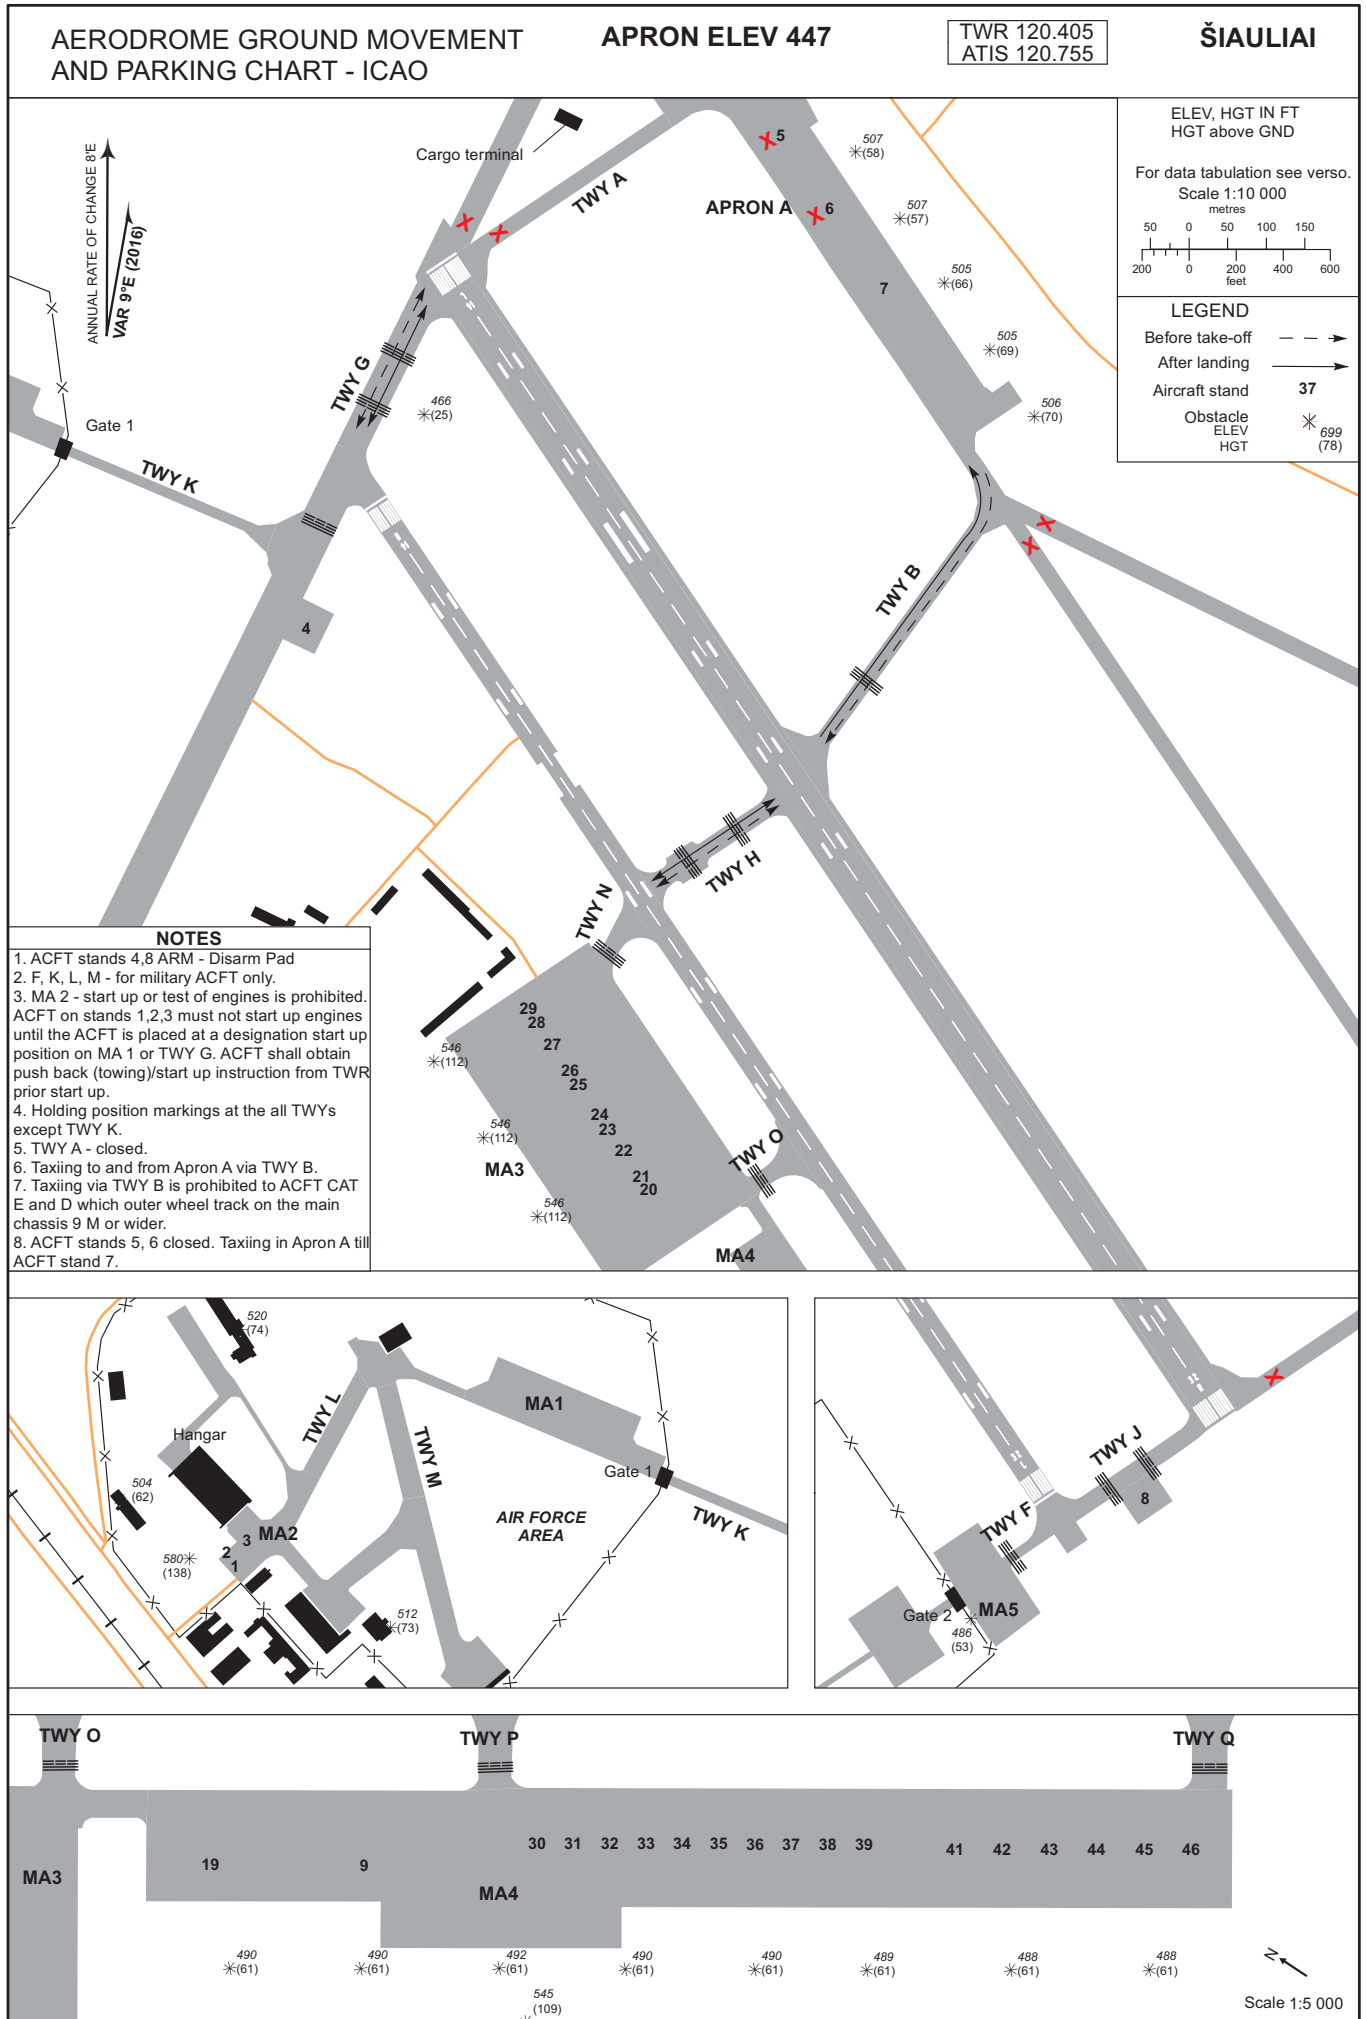 AERODROME GROUND MOVEMENT
AND PARKING CHART - ICAO
APRON ELEV 447
TWR 120.405
ATIS 120.755
ŠIAULIAI
ELEV, HGT IN FT
HGT above GND
For data tabulation see verso.
Scale 1:10 000
metres
50 0 50 100 150
200 0 200 400 600
feet
LEGEND
Before take-off
After landing
Aircraft stand 37
Obstacle
ELEV 699
HGT (78)
ANNUAL RATE OF CHANGE 8'E
VAR 9°E (2016)
Cargo terminal
TWY A
APRON A
5
6
7
507
(58)
507
(57)
505
(66)
505
(69)
506
(70)
466
(25)
TWY G
Gate 1
TWY K
4
TWY B
TWY H
TWY N
29
28
27
26
25
24
23
22
21
20
546
(112)
546
(112)
546
(112)
MA3
TWY O
MA4
NOTES
1. ACFT stands 4,8 ARM - Disarm Pad
2. F, K, L, M - for military ACFT only.
3. MA 2 - start up or test of engines is prohibited.
ACFT on stands 1,2,3 must not start up engines
until the ACFT is placed at a designation start up
position on MA 1 or TWY G. ACFT shall obtain
push back (towing)/start up instruction from TWR
prior start up.
4. Holding position markings at the all TWYs
except TWY K.
5. TWY A - closed.
6. Taxiing to and from Apron A via TWY B.
7. Taxiing via TWY B is prohibited to ACFT CAT
E and D which outer wheel track on the main
chassis 9 M or wider.
8. ACFT stands 5, 6 closed. Taxiing in Apron A till
ACFT stand 7.
520
(74)
TWY L
MA1
Hangar
TWY M
Gate 1
504
(62)
AIR FORCE
AREA
TWY K
MA2
3
2
1
580
(138)
512
(73)
TWY J
8
TWY F
Gate 2
MA5
486
(53)
TWY O
TWY P
TWY Q
30 31 32 33 34 35 36 37 38 39 41 42 43 44 45 46
19
9
MA3
MA4
490
(61)
490
(61)
492
(61)
490
(61)
490
(61)
489
(61)
488
(61)
488
(61)
545
(109)
N
Scale 1:5 000